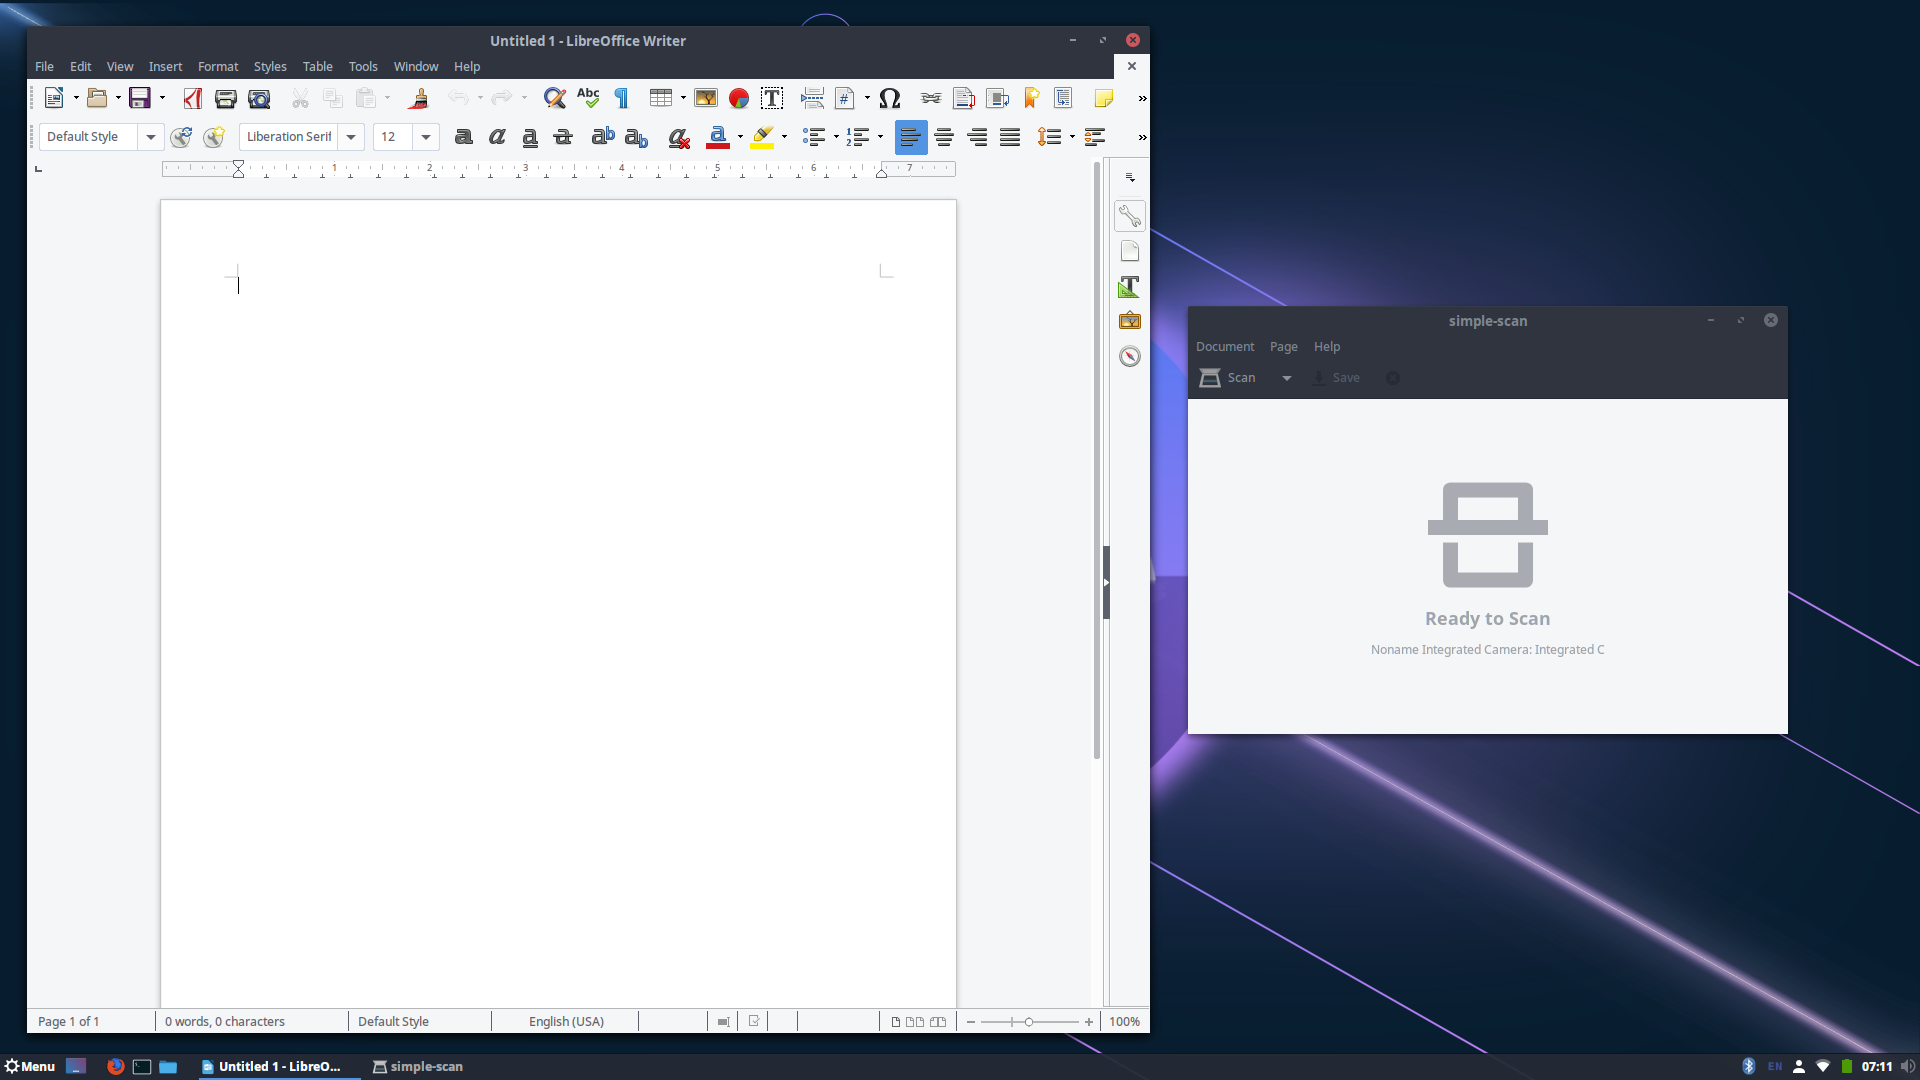 Untitled 1 - LibreOffice Writer
File Edit View Insert Format Styles Table Tools Window Help
Abc
Default Style Liberation Serif 12
1 2 3 4 5 6 7
simple-scan
Document Page Help
Scan Save
Ready to Scan
Noname Integrated Camera: Integrated C
Page 1 of 1 0 words, 0 characters Default Style English (USA) 100%
Menu Untitled 1 - LibreO... simple-scan EN 07:11